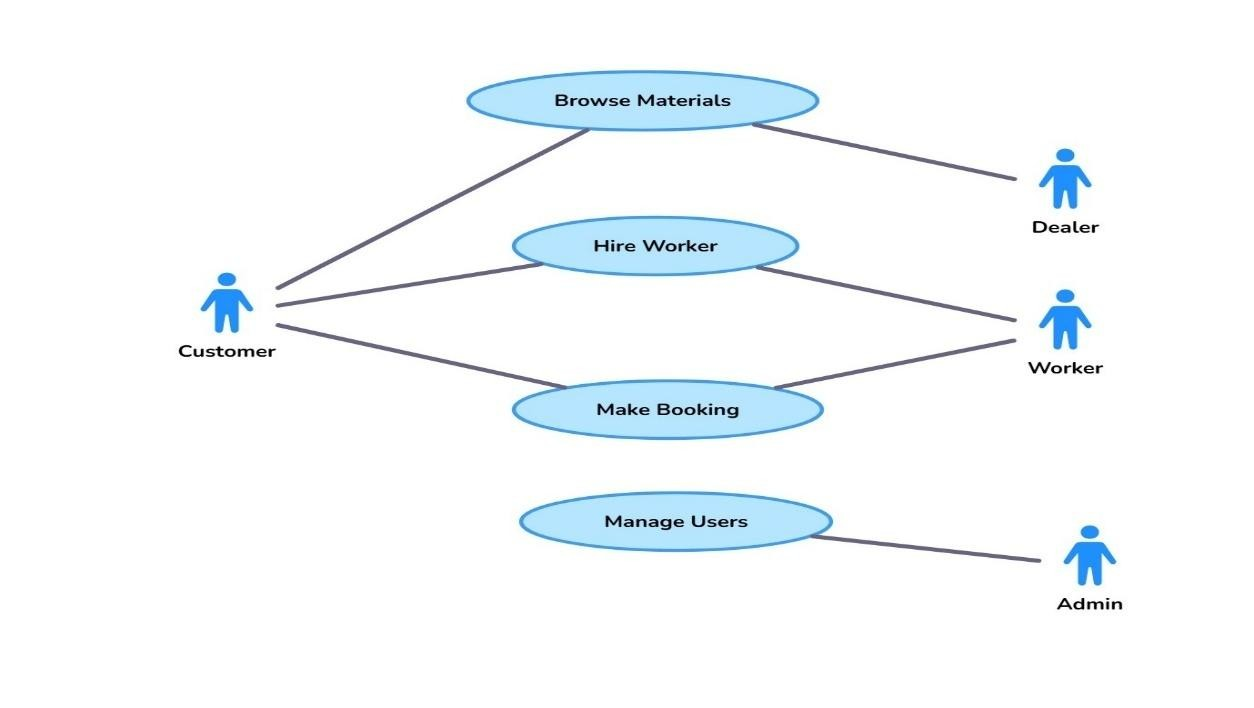 Browse Materials
Dealer
Hire Worker
Customer
Worker
Make Booking
Manage Users
Admin